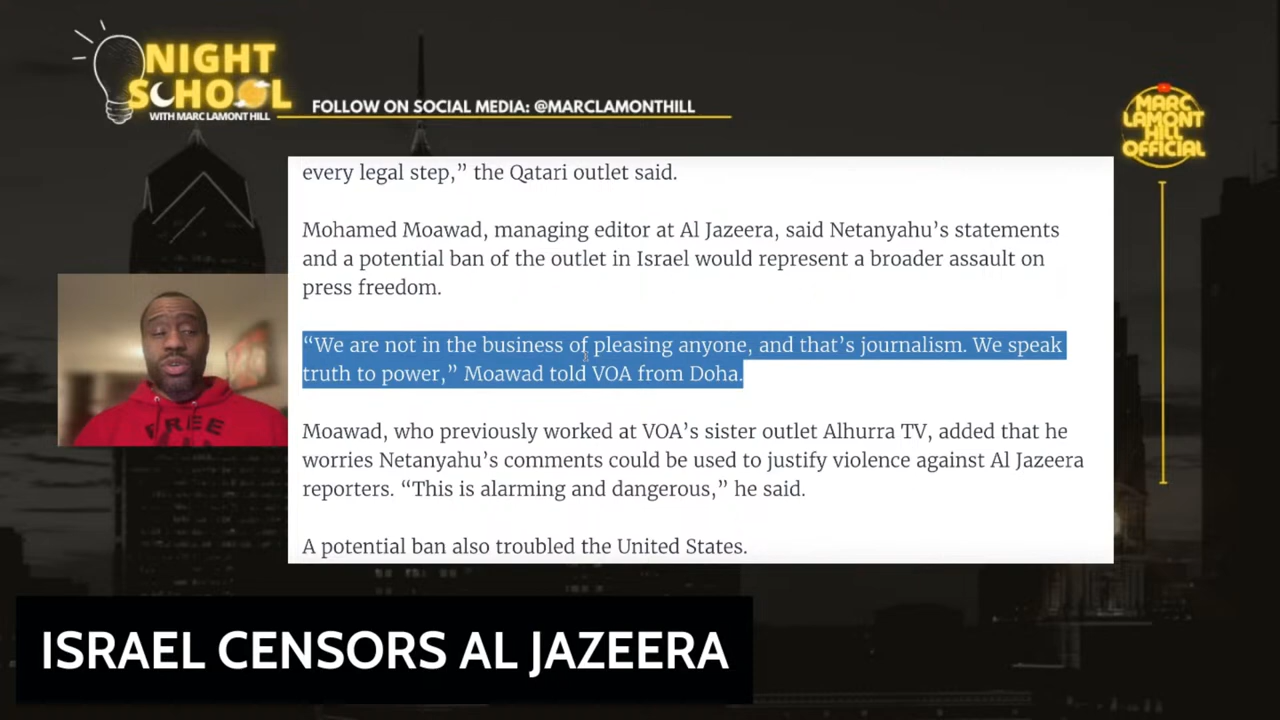 NIGHT
SCHOOL
WITH MARC LAMONT HILL
FOLLOW ON SOCIAL MEDIA: @MARCLAMONTHILL
MARC
LAMONT
HILL
OFFICIAL
every legal step,” the Qatari outlet said.
Mohamed Moawad, managing editor at Al Jazeera, said Netanyahu’s statements
and a potential ban of the outlet in Israel would represent a broader assault on
press freedom.
“We are not in the business of pleasing anyone, and that’s journalism. We speak
truth to power,” Moawad told VOA from Doha.
Moawad, who previously worked at VOA’s sister outlet Alhurra TV, added that he
worries Netanyahu’s comments could be used to justify violence against Al Jazeera
reporters. “This is alarming and dangerous,” he said.
A potential ban also troubled the United States.
FREE
ISRAEL CENSORS AL JAZEERA